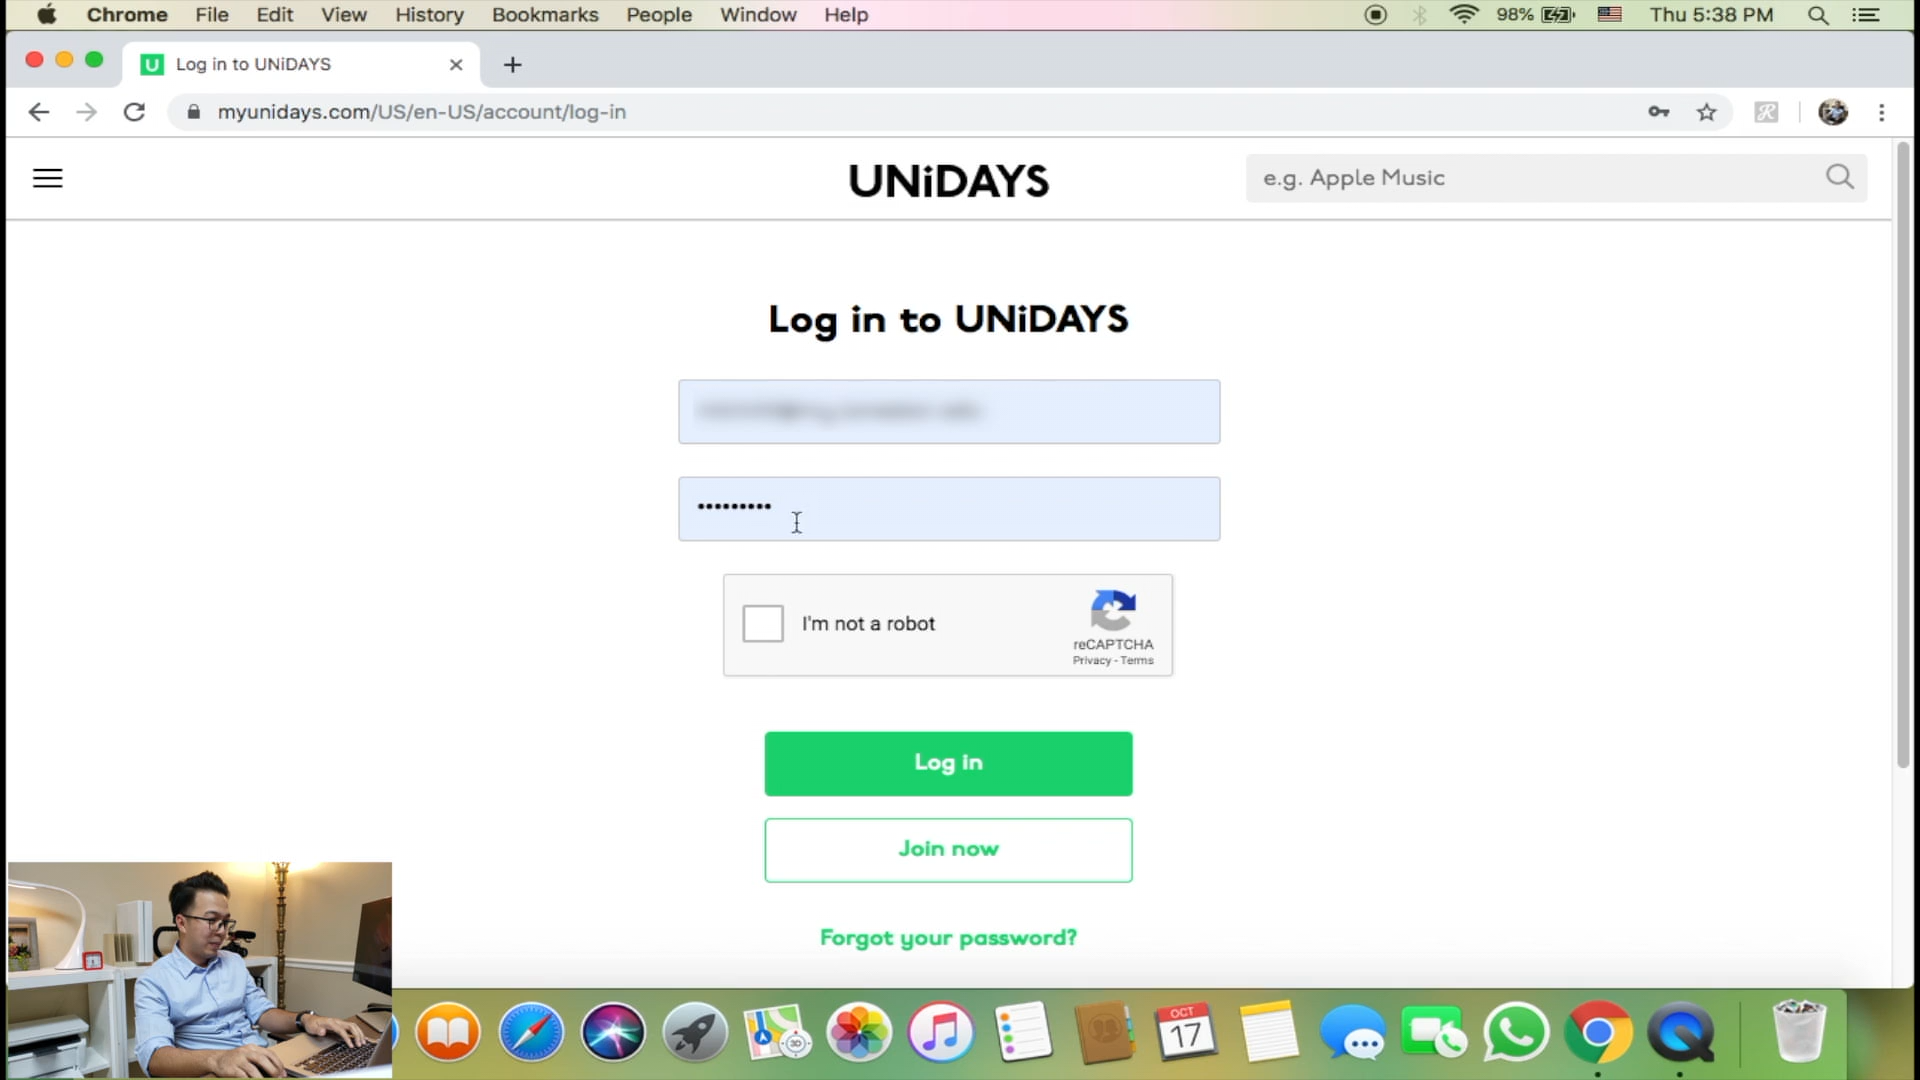 Chrome File Edit View History Bookmarks People Window Help 98% Thu 5:38 PM
U Log in to UNiDAYS
myunidays.com/US/en-US/account/log-in
UNiDAYS
e.g. Apple Music
Log in to UNiDAYS
I'm not a robot
reCAPTCHA
Privacy - Terms
Log in
Join now
Forgot your password?
3D
OCT
17